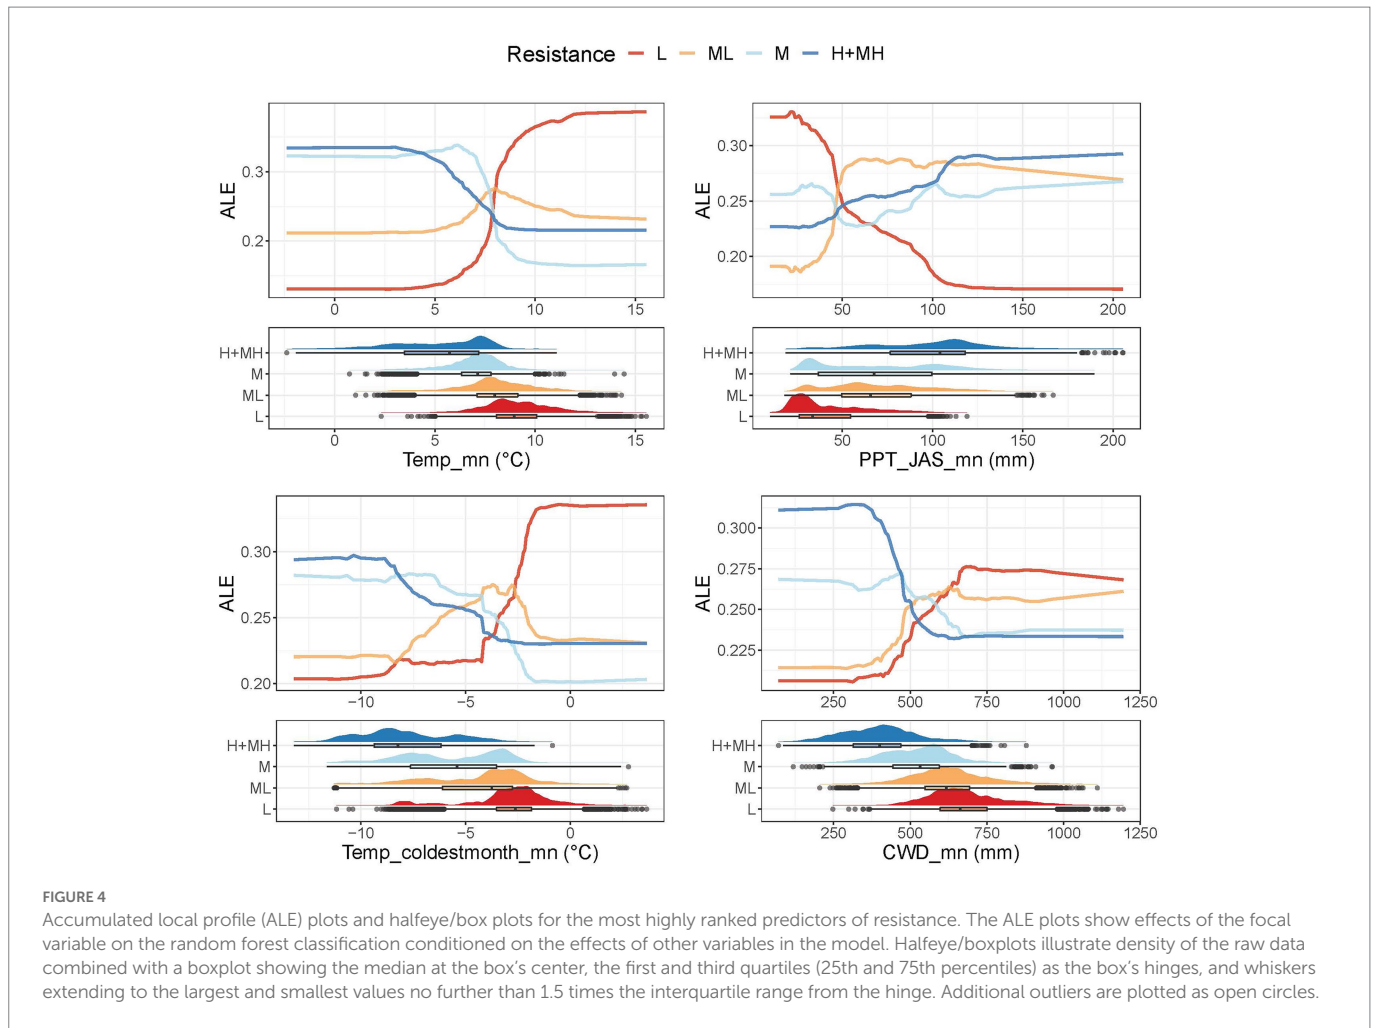 Resistance L ML M H+MH
ALE
0.3
0.2
0 5 10 15
H+MH
M
ML
L
0 5 10 15
Temp_mn (°C)
ALE
0.30
0.25
0.20
50 100 150 200
H+MH
M
ML
L
50 100 150 200
PPT_JAS_mn (mm)
ALE
0.30
0.25
0.20
−10 −5 0
H+MH
M
ML
L
−10 −5 0
Temp_coldestmonth_mn (°C)
ALE
0.300
0.275
0.250
0.225
250 500 750 1000 1250
H+MH
M
ML
L
250 500 750 1000 1250
CWD_mn (mm)
FIGURE 4
Accumulated local profile (ALE) plots and halfeye/box plots for the most highly ranked predictors of resistance. The ALE plots show effects of the focal
variable on the random forest classification conditioned on the effects of other variables in the model. Halfeye/boxplots illustrate density of the raw data
combined with a boxplot showing the median at the box's center, the first and third quartiles (25th and 75th percentiles) as the box's hinges, and whiskers
extending to the largest and smallest values no further than 1.5 times the interquartile range from the hinge. Additional outliers are plotted as open circles.